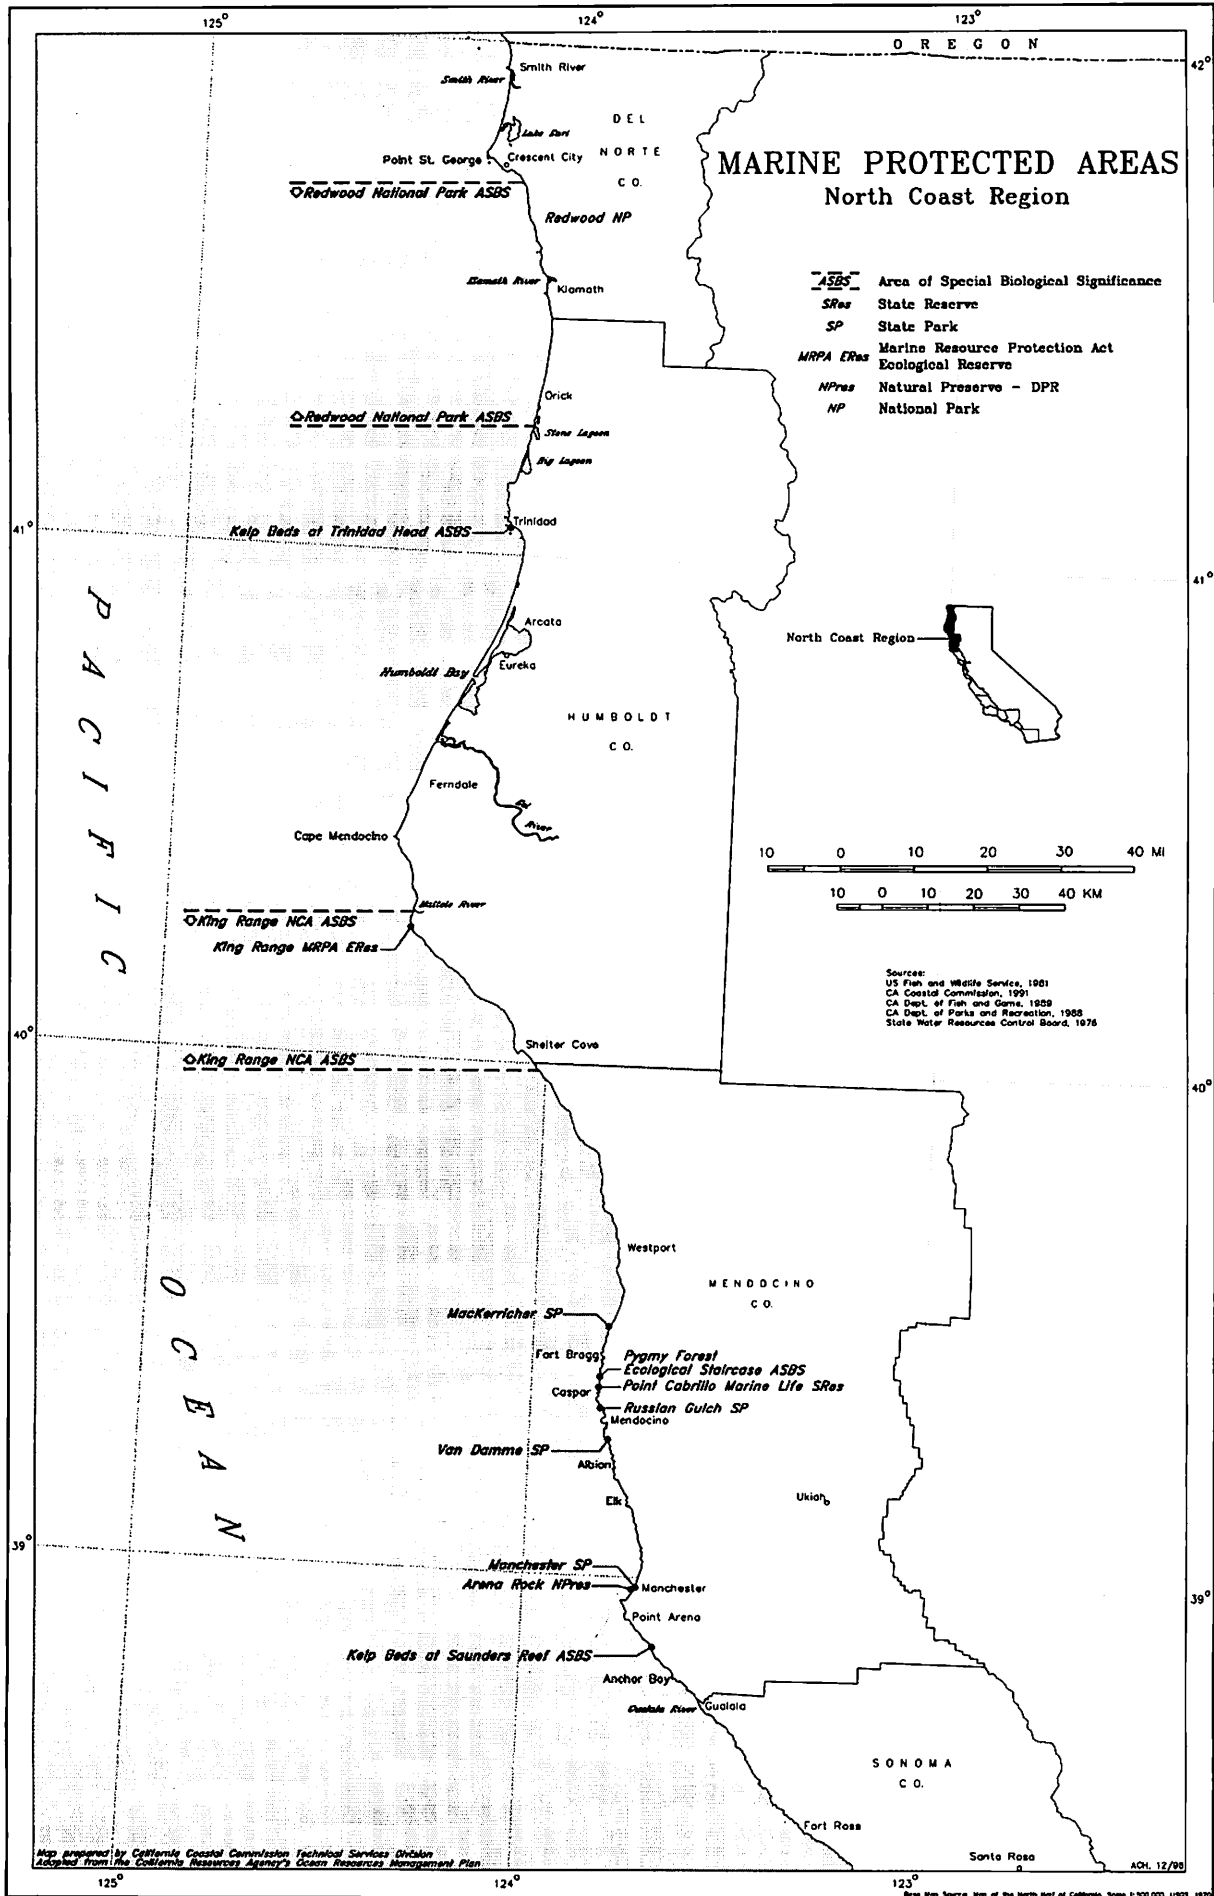 125°
124°
123°
OREGON
42°
Smith River
Smith River
DEL
NORTE
CO.
Lake Earl
Point St. George
Crescent City
MARINE PROTECTED AREAS
North Coast Region
Redwood National Park ASBS
Redwood NP
Klamath River
Klamath
ASBS Area of Special Biological Significance
SRes State Reserve
SP State Park
MRPA ERes Marine Resource Protection Act
Ecological Reserve
NPres Natural Preserve - DPR
NP National Park
Orick
Redwood National Park ASBS
Stone Lagoon
Big Lagoon
Trinidad
Kelp Beds at Trinidad Head ASBS
41°
41°
PACIFIC
Arcata
Eureka
Humboldt Bay
North Coast Region
HUMBOLDT
CO.
Ferndale
Eel
River
Cape Mendocino
10 0 10 20 30 40 MI
10 0 10 20 30 40 KM
Mattole River
King Range NCA ASBS
King Range MRPA ERes
Sources:
US Fish and Wildlife Service, 1981
CA Coastal Commission, 1991
CA Dept. of Fish and Game, 1989
CA Dept. of Parks and Recreation, 1988
State Water Resources Control Board, 1976
40°
Shelter Cove
King Range NCA ASBS
40°
OCEAN
Westport
MENDOCINO
CO.
MacKerricher SP
Fort Bragg
Pygmy Forest
Ecological Staircase ASBS
Caspar
Point Cabrillo Marine Life SRes
Russian Gulch SP
Mendocino
Van Damme SP
Albion
Elk
Ukiah
39°
Manchester SP
Arena Rock NPres
Manchester
39°
Point Arena
Kelp Beds at Saunders Reef ASBS
Anchor Bay
Gualala River
Gualala
SONOMA
CO.
Fort Ross
Santa Rosa
Map prepared by California Coastal Commission Technical Services Division
Adapted from the California Resources Agency's Ocean Resources Management Plan
125°
124°
123°